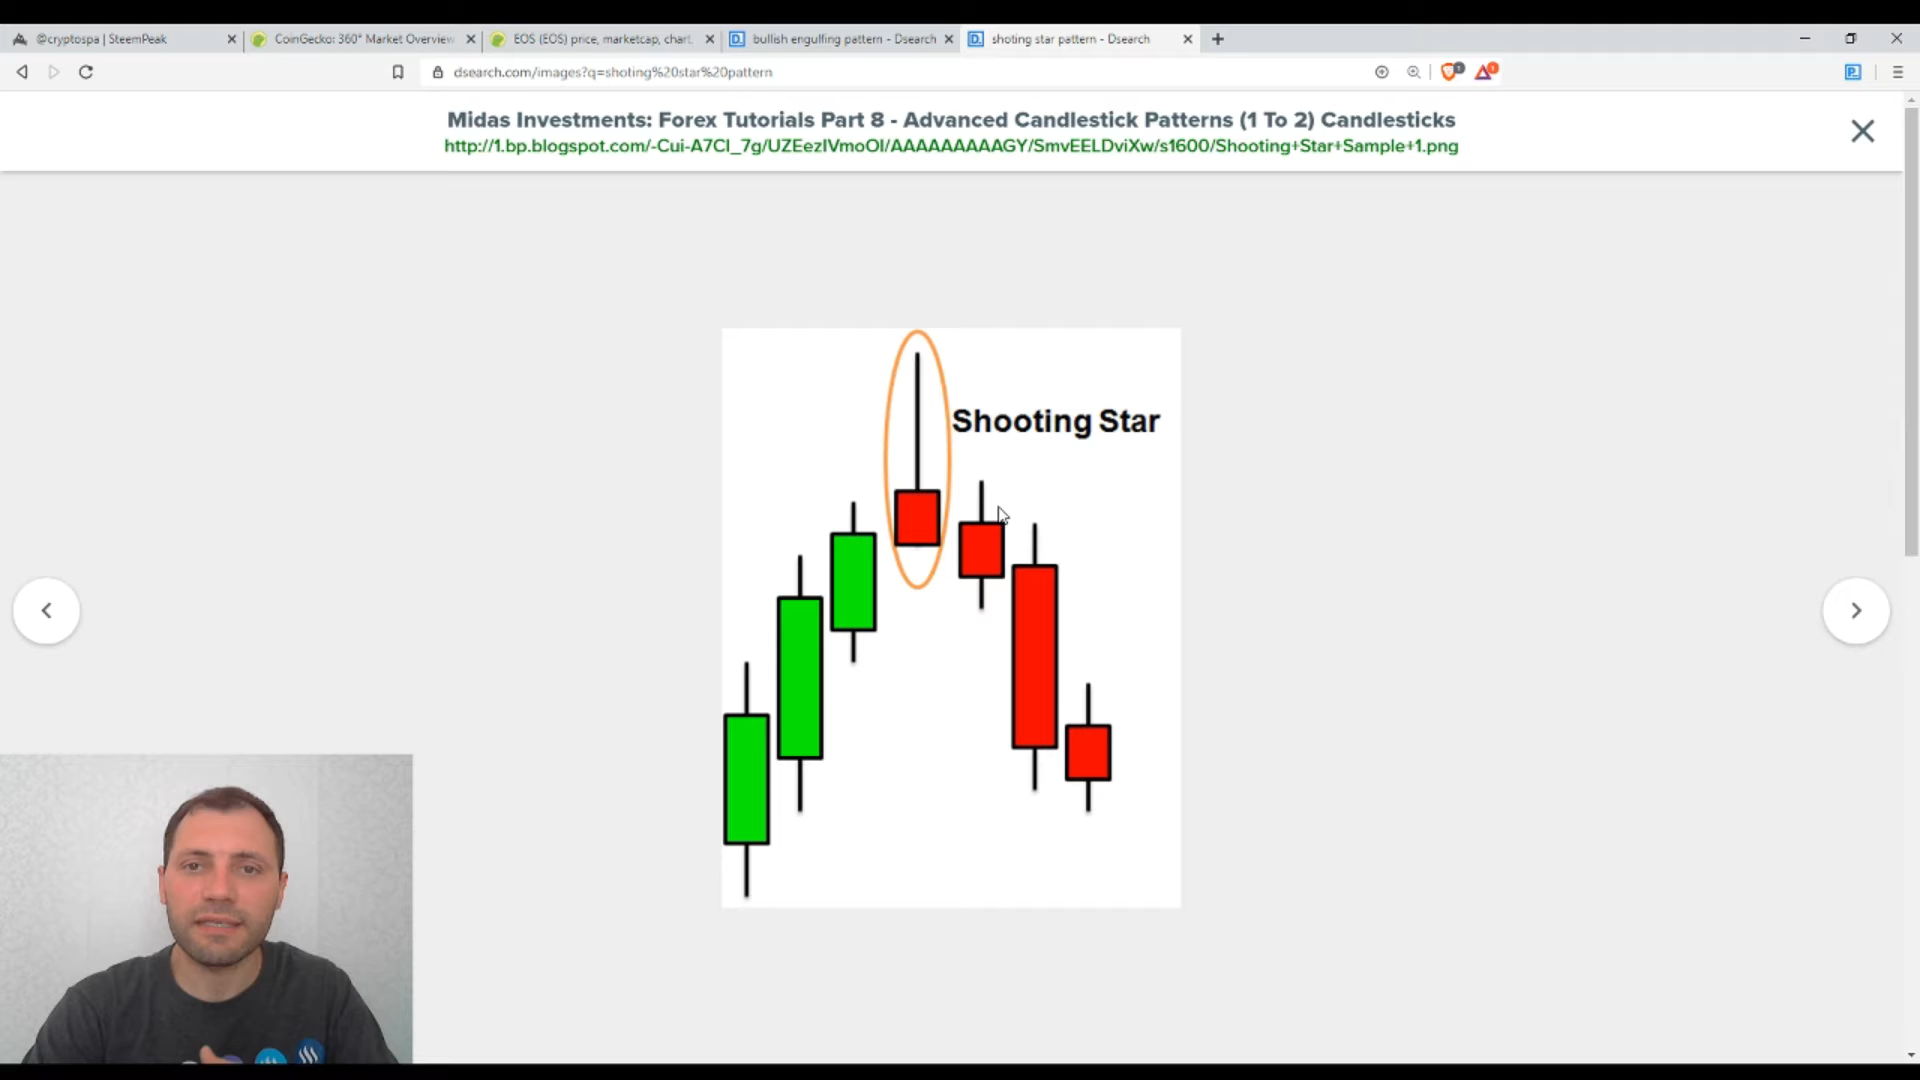 @cryptospa | SteemPeak
CoinGecko: 360° Market Overview
EOS (EOS) price, marketcap, chart,
bullish engulfing pattern - Dsearch
shoting star pattern - Dsearch
dsearch.com/images?q=shoting%20star%20pattern
Midas Investments: Forex Tutorials Part 8 - Advanced Candlestick Patterns (1 To 2) Candlesticks
http://1.bp.blogspot.com/-Cui-A7CI_7g/UZEezIVmoOI/AAAAAAAAAGY/SmvEELDviXw/s1600/Shooting+Star+Sample+1.png
Shooting Star